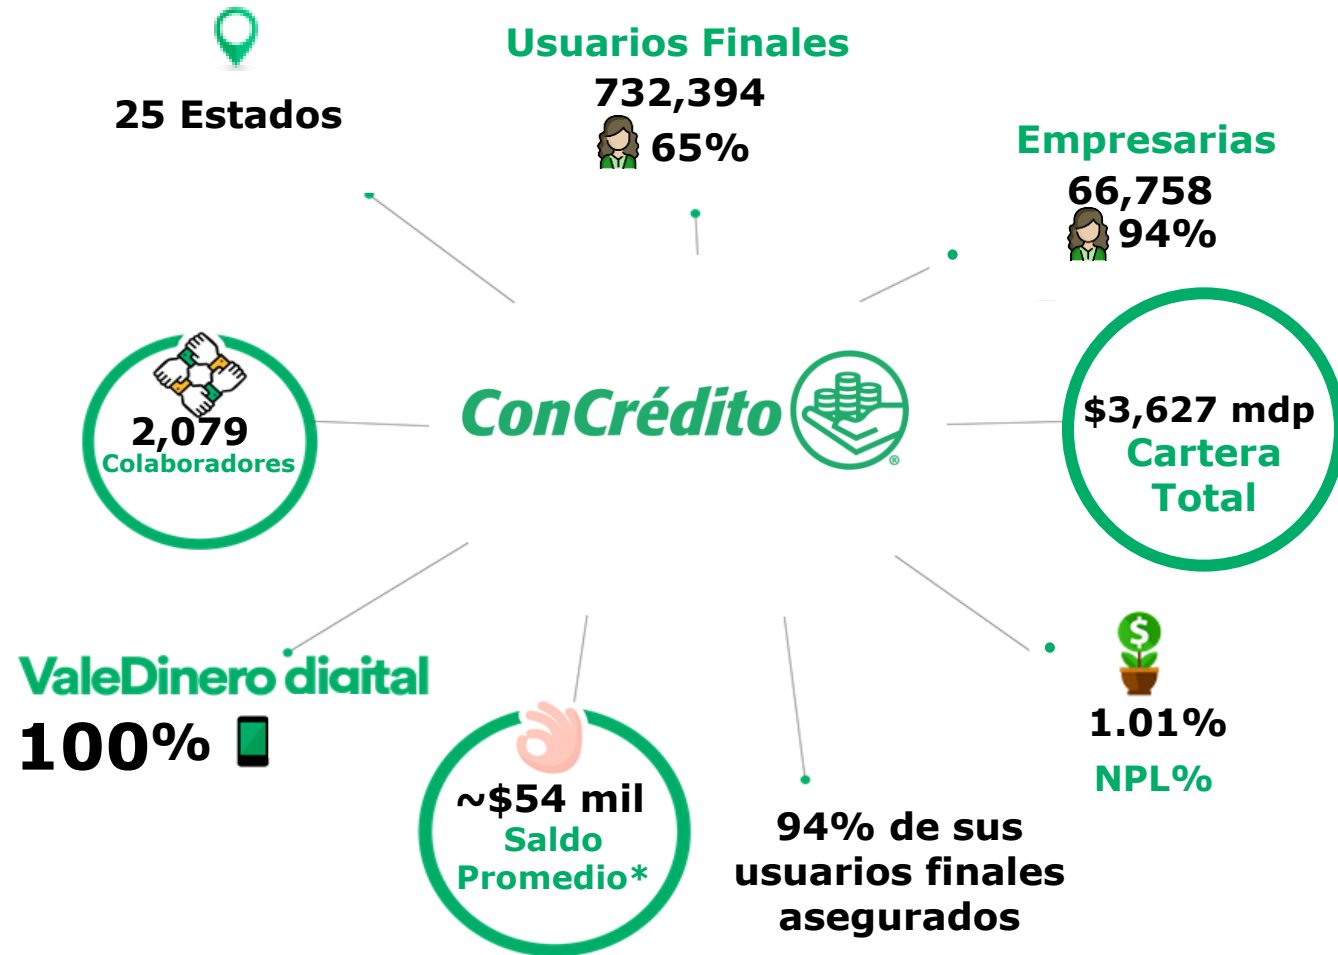 25 Estados
Usuarios Finales
732,394
65%
Empresarias
66,758
94%
2,079
Colaboradores
ConCrédito
®
$3,627 mdp
Cartera
Total
ValeDinero digital
100%
~$54 mil
Saldo
Promedio*
94% de sus
usuarios finales
asegurados
$
1.01%
NPL%